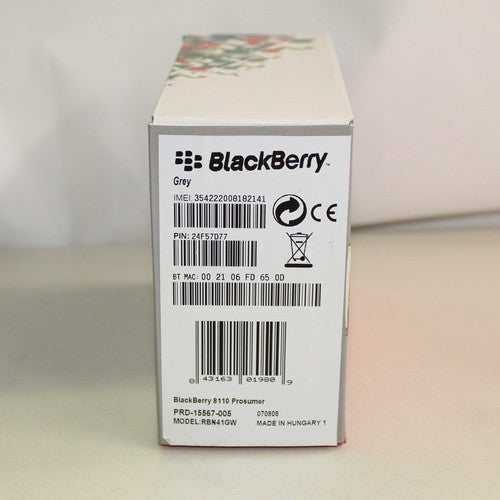 BlackBerry
Grey
IMEI: 354222008182141
PIN: 24F57D77
CE
BT MAC: 00 21 06 FD 65 0D
8 43163 01980 9
BlackBerry 8110 Prosumer
PRD-15567-005 070808
MODEL:RBN41GW MADE IN HUNGARY 1